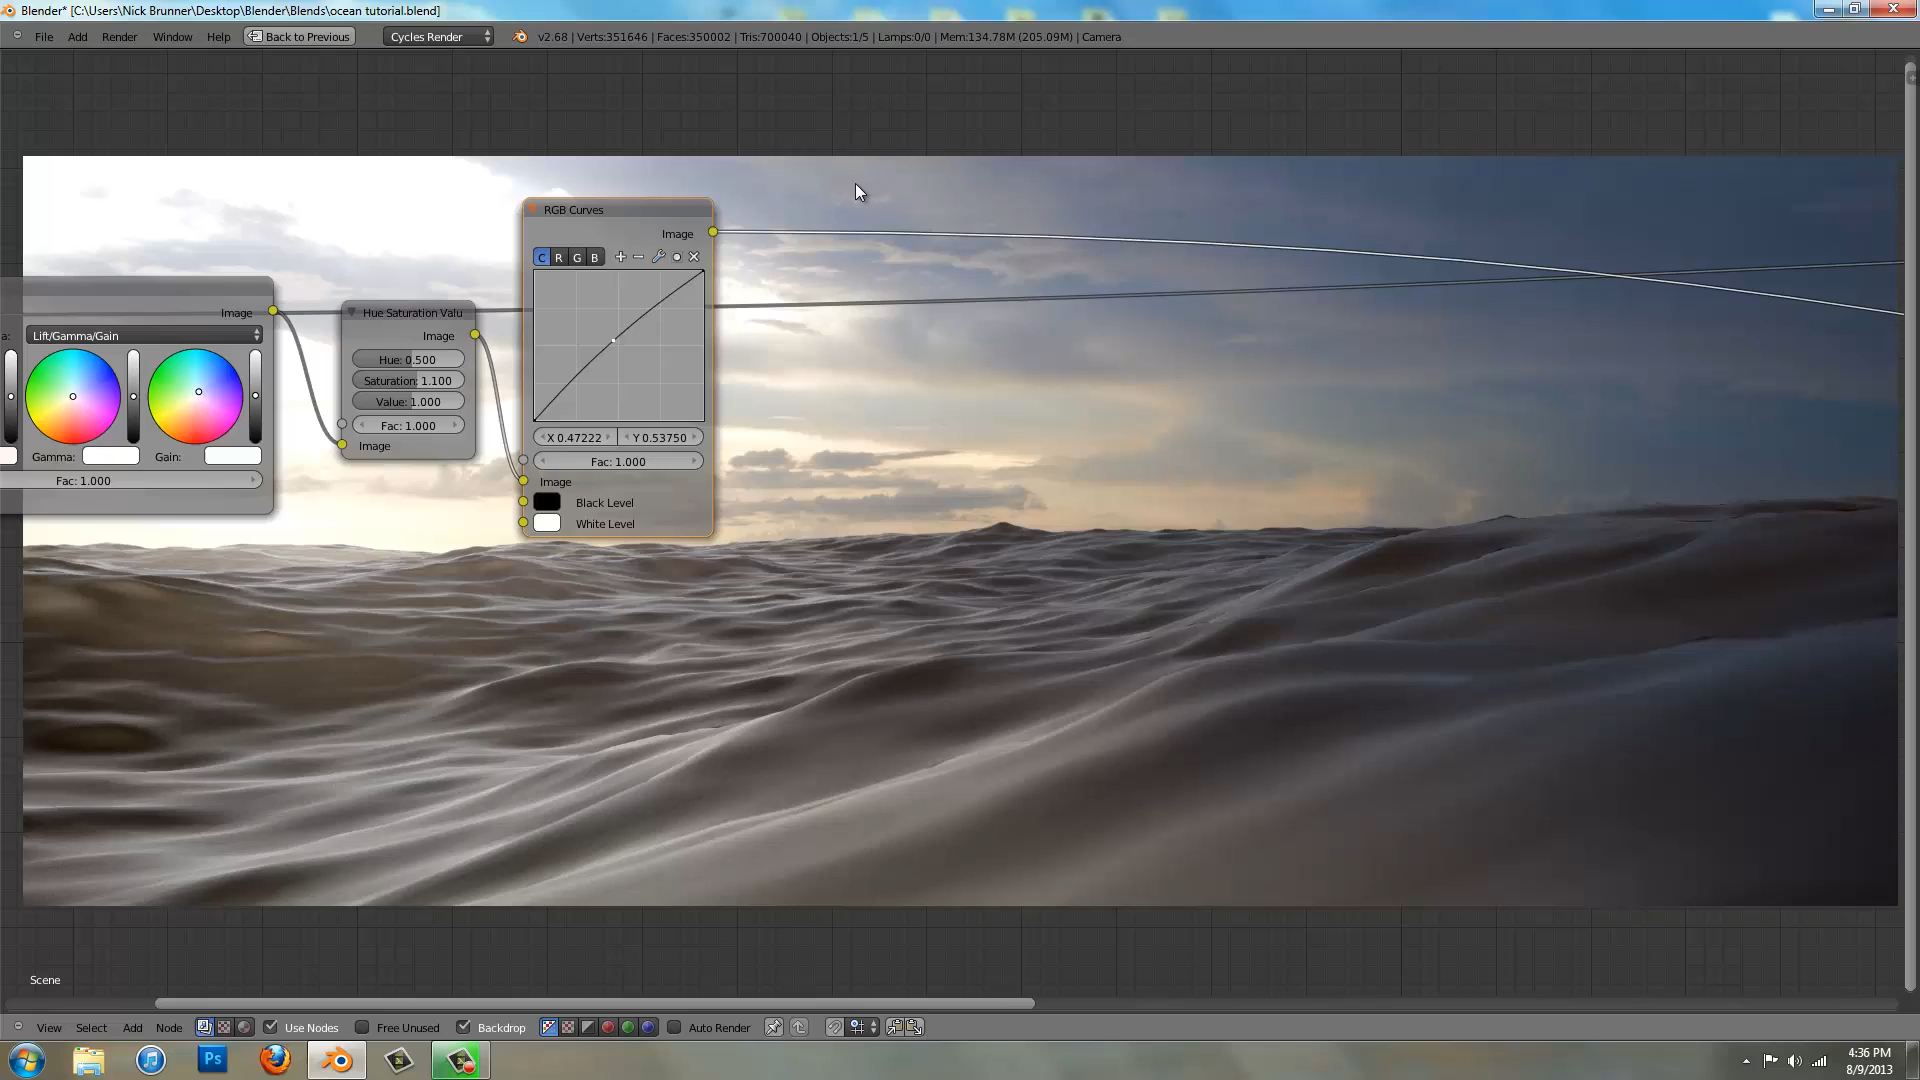 Blender* [C:\Users\Nick Brunner\Desktop\Blender\Blends\ocean tutorial.blend]
File Add Render Window Help Back to Previous Cycles Render v2.68 | Verts:351646 | Faces:350002 | Tris:700040 | Objects:1/5 | Lamps:0/0 | Mem:134.78M (205.09M) | Camera
RGB Curves
Image
C R G B
X 0.47222 Y 0.53750
Fac: 1.000
Image
Black Level
White Level
Hue Saturation Valu
Image
Hue: 0.500
Saturation: 1.100
Value: 1.000
Fac: 1.000
Image
Image
a: Lift/Gamma/Gain
Gamma: Gain:
Fac: 1.000
Scene
View Select Add Node Use Nodes Free Unused Backdrop Auto Render
Ps
4:36 PM
8/9/2013